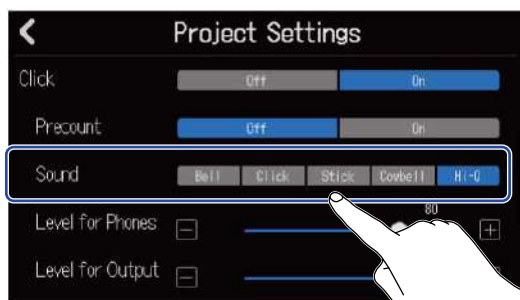 Project Settings
Click Off On
Precount Off On
Sound Bell Click Stick Cowbell Hi-Q
Level for Phones 80
Level for Output